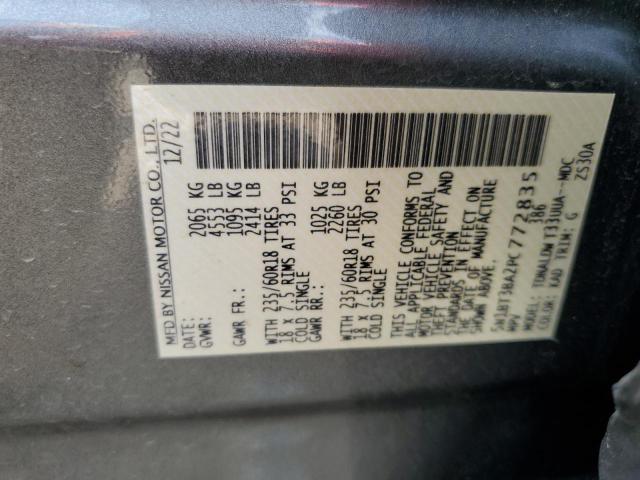 MFD BY NISSAN MOTOR CO., LTD.
DATE: 12/22
GVWR: 2065 KG
4553 LB
GAWR FR.: 1095 KG
2414 LB
WITH 235/60R18 TIRES
18 x 7.5 RIMS AT 33 PSI
COLD SINGLE
GAWR RR.: 1025 KG
2260 LB
WITH 235/60R18 TIRES
18 x 7.5 RIMS AT 30 PSI
COLD SINGLE
THIS VEHICLE CONFORMS TO
ALL APPLICABLE FEDERAL
MOTOR VEHICLE SAFETY AND
THEFT PREVENTION
STANDARDS IN EFFECT ON
THE DATE OF MANUFACTURE
SHOWN ABOVE.
5N1BT3BA2PC772835
MPV 386
MODEL: T33UUA--MDC
COLOR: KAD TRIM: G ZS30A